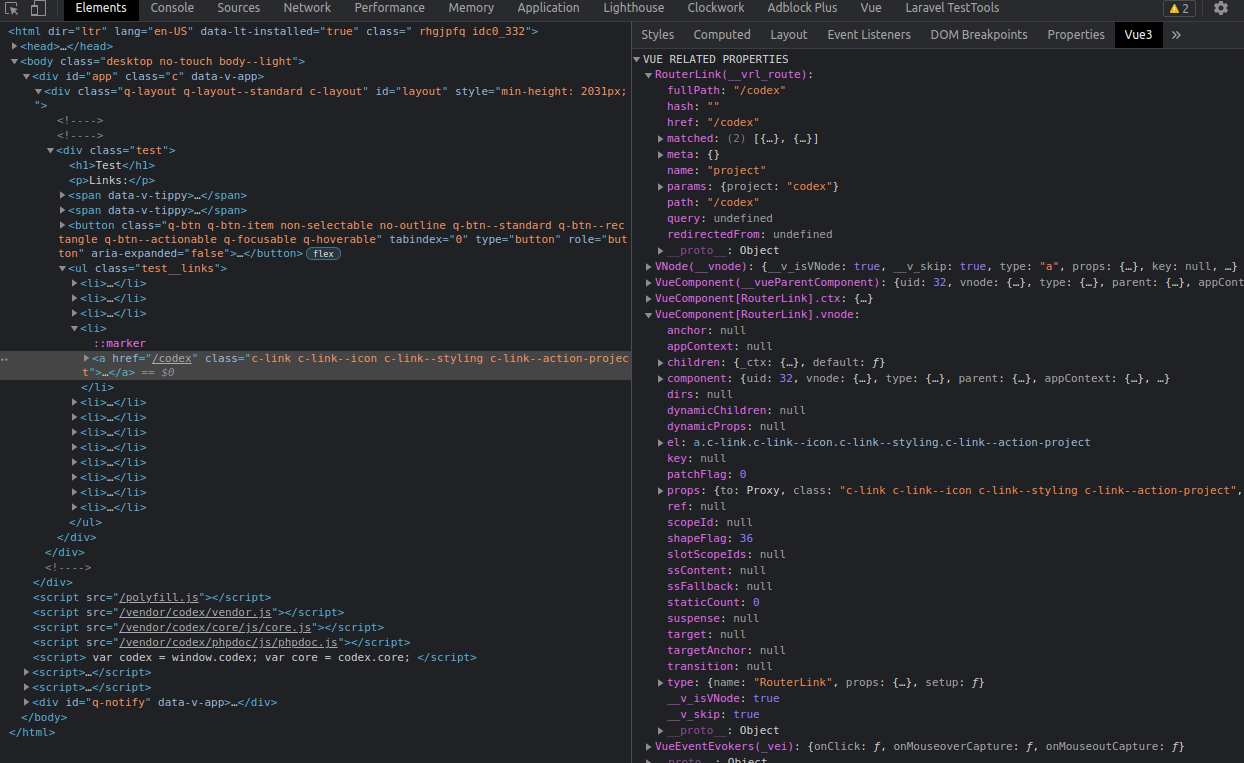 Elements Console Sources Network Performance Memory Application Lighthouse Clockwork Adblock Plus Vue Laravel TestTools 2
<html dir="ltr" lang="en-US" data-lt-installed="true" class=" rhgjpfq idc0_332">
<head>…</head>
<body class="desktop no-touch body--light">
<div id="app" class="c" data-v-app>
<div class="q-layout q-layout--standard c-layout" id="layout" style="min-height: 2031px;
">
<!---->
<!---->
<div class="test">
<h1>Test</h1>
<p>Links:</p>
<span data-v-tippy>…</span>
<span data-v-tippy>…</span>
<button class="q-btn q-btn-item non-selectable no-outline q-btn--standard q-btn--rec
tangle q-btn--actionable q-focusable q-hoverable" tabindex="0" type="button" role="but
ton" aria-expanded="false">…</button> flex
<ul class="test__links">
<li>…</li>
<li>…</li>
<li>…</li>
<li>
::marker
<a href="/codex" class="c-link c-link--icon c-link--styling c-link--action-projec
t">…</a> == $0
</li>
<li>…</li>
<li>…</li>
<li>…</li>
<li>…</li>
<li>…</li>
<li>…</li>
<li>…</li>
<li>…</li>
</ul>
</div>
</div>
<!---->
</div>
<script src="/polyfill.js"></script>
<script src="/vendor/codex/vendor.js"></script>
<script src="/vendor/codex/core/js/core.js"></script>
<script src="/vendor/codex/phpdoc/js/phpdoc.js"></script>
<script> var codex = window.codex; var core = codex.core; </script>
<script>…</script>
<script>…</script>
<div id="q-notify" data-v-app>…</div>
</body>
</html>
Styles Computed Layout Event Listeners DOM Breakpoints Properties Vue3 »
VUE RELATED PROPERTIES
RouterLink(__vrl_route):
fullPath: "/codex"
hash: ""
href: "/codex"
matched: (2) [{…}, {…}]
meta: {}
name: "project"
params: {project: "codex"}
path: "/codex"
query: undefined
redirectedFrom: undefined
__proto__: Object
VNode(__vnode): {__v_isVNode: true, __v_skip: true, type: "a", props: {…}, key: null, …}
VueComponent(__vueParentComponent): {uid: 32, vnode: {…}, type: {…}, parent: {…}, appCont
VueComponent[RouterLink].ctx: {…}
VueComponent[RouterLink].vnode:
anchor: null
appContext: null
children: {_ctx: {…}, default: ƒ}
component: {uid: 32, vnode: {…}, type: {…}, parent: {…}, appContext: {…}, …}
dirs: null
dynamicChildren: null
dynamicProps: null
el: a.c-link.c-link--icon.c-link--styling.c-link--action-project
key: null
patchFlag: 0
props: {to: Proxy, class: "c-link c-link--icon c-link--styling c-link--action-project",
ref: null
scopeId: null
shapeFlag: 36
slotScopeIds: null
ssContent: null
ssFallback: null
staticCount: 0
suspense: null
target: null
targetAnchor: null
transition: null
type: {name: "RouterLink", props: {…}, setup: ƒ}
__v_isVNode: true
__v_skip: true
__proto__: Object
VueEventEvokers(_vei): {onClick: ƒ, onMouseoverCapture: ƒ, onMouseoutCapture: ƒ}
__proto__: Object